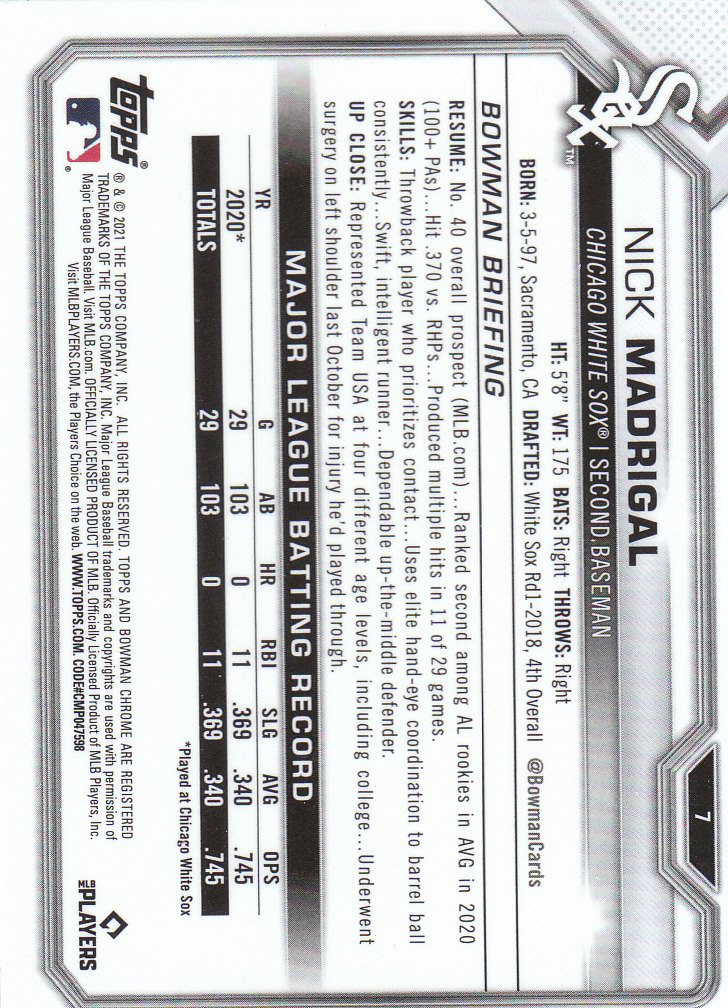 7
SOX™
NICK MADRIGAL
CHICAGO WHITE SOX® | SECOND BASEMAN
HT: 5'8" WT: 175 BATS: Right THROWS: Right
BORN: 3-5-97, Sacramento, CA DRAFTED: White Sox Rd1-2018, 4th Overall @BowmanCards
BOWMAN BRIEFING
RESUME: No. 40 overall prospect (MLB.com)...Ranked second among AL rookies in AVG in 2020
(100+ PAs)...Hit .370 vs. RHPs...Produced multiple hits in 11 of 29 games.
SKILLS: Throwback player who prioritizes contact...Uses elite hand-eye coordination to barrel ball
consistently...Swift, intelligent runner...Dependable up-the-middle defender.
UP CLOSE: Represented Team USA at four different age levels, including college...Underwent
surgery on left shoulder last October for injury he'd played through.
MAJOR LEAGUE BATTING RECORD
YR G AB HR RBI SLG AVG OPS
2020* 29 103 0 11 .369 .340 .745
TOTALS 29 103 0 11 .369 .340 .745
*Played at Chicago White Sox
topps®
® & © 2021 THE TOPPS COMPANY, INC. ALL RIGHTS RESERVED. TOPPS AND BOWMAN CHROME ARE REGISTERED
TRADEMARKS OF THE TOPPS COMPANY, INC. Major League Baseball trademarks and copyrights are used with permission of
Major League Baseball. Visit MLB.com. OFFICIALLY LICENSED PRODUCT OF MLB. Officially Licensed Product of MLB Players, Inc.
Visit MLBPLAYERS.COM, the Players Choice on the web. WWW.TOPPS.COM. CODE#CMP047598
MLB PLAYERS